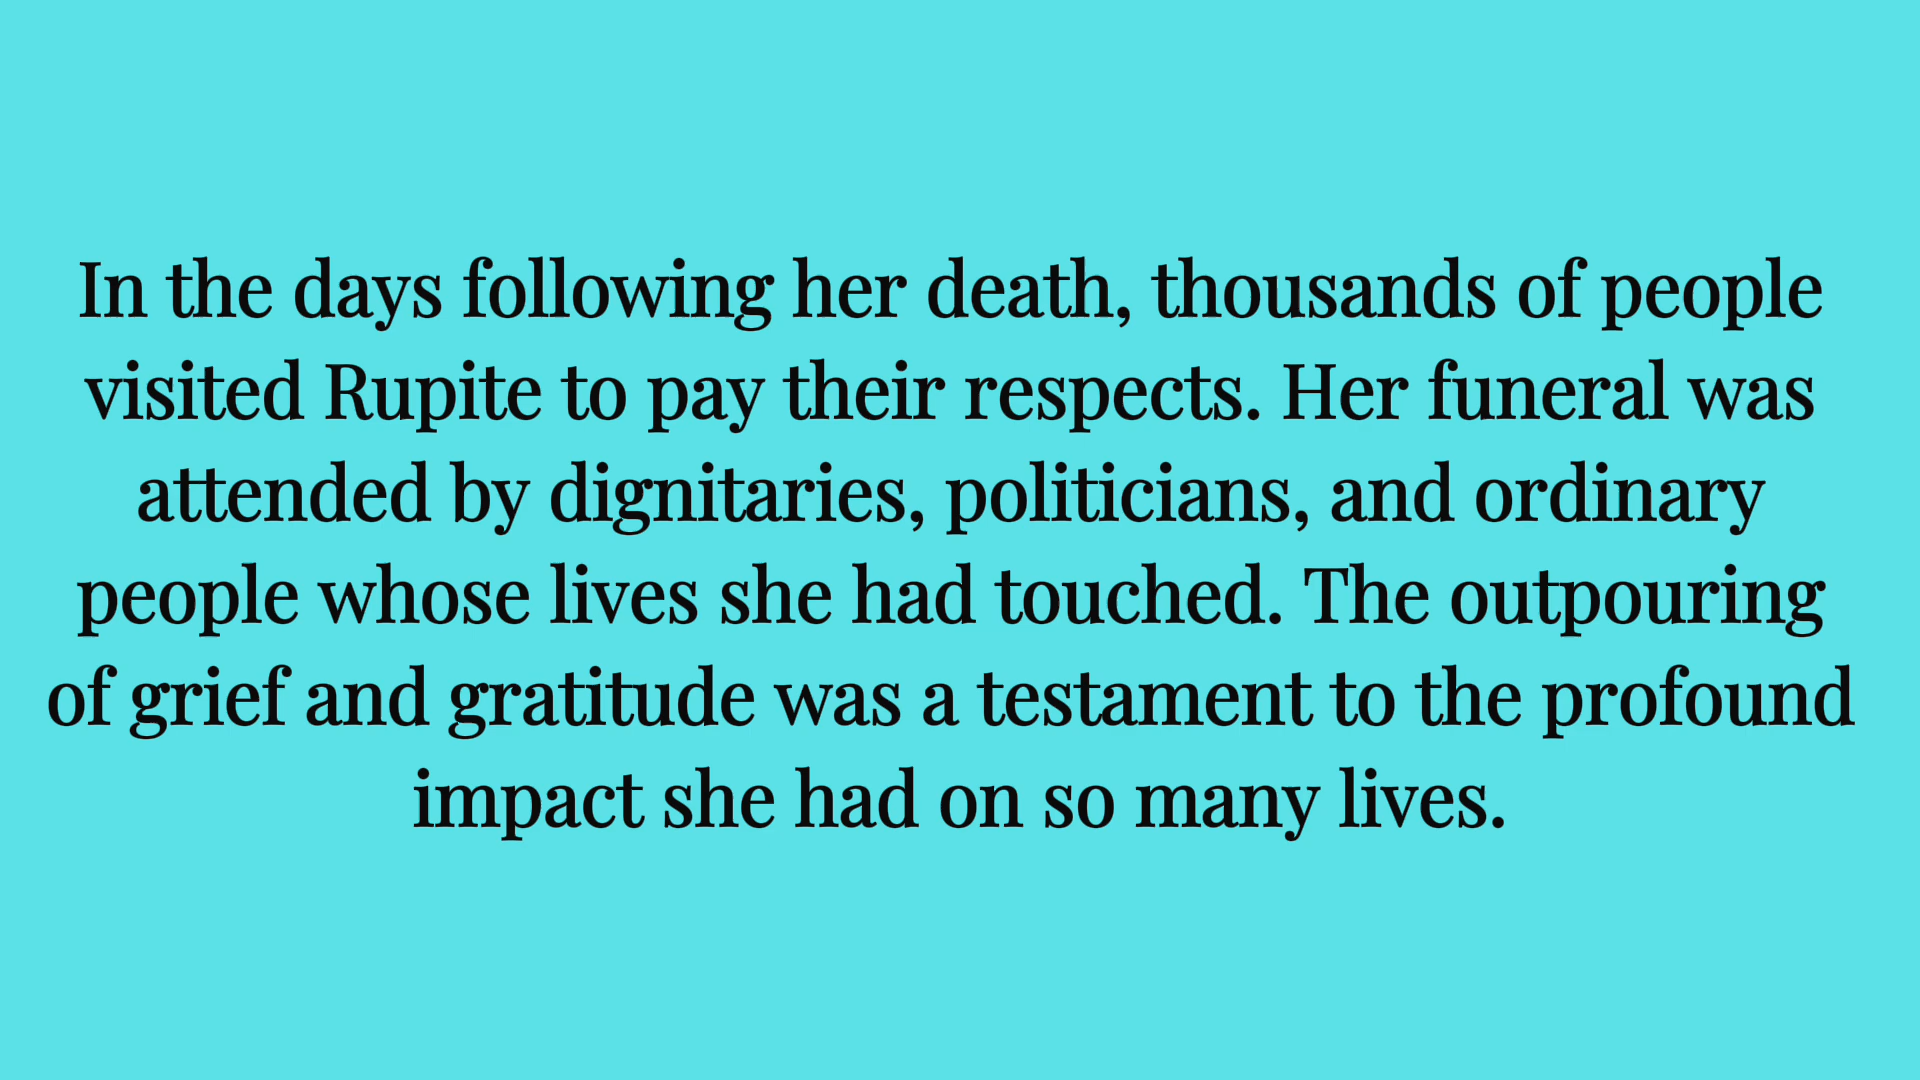 In the days following her death, thousands of people
visited Rupite to pay their respects. Her funeral was
attended by dignitaries, politicians, and ordinary
people whose lives she had touched. The outpouring
of grief and gratitude was a testament to the profound
impact she had on so many lives.